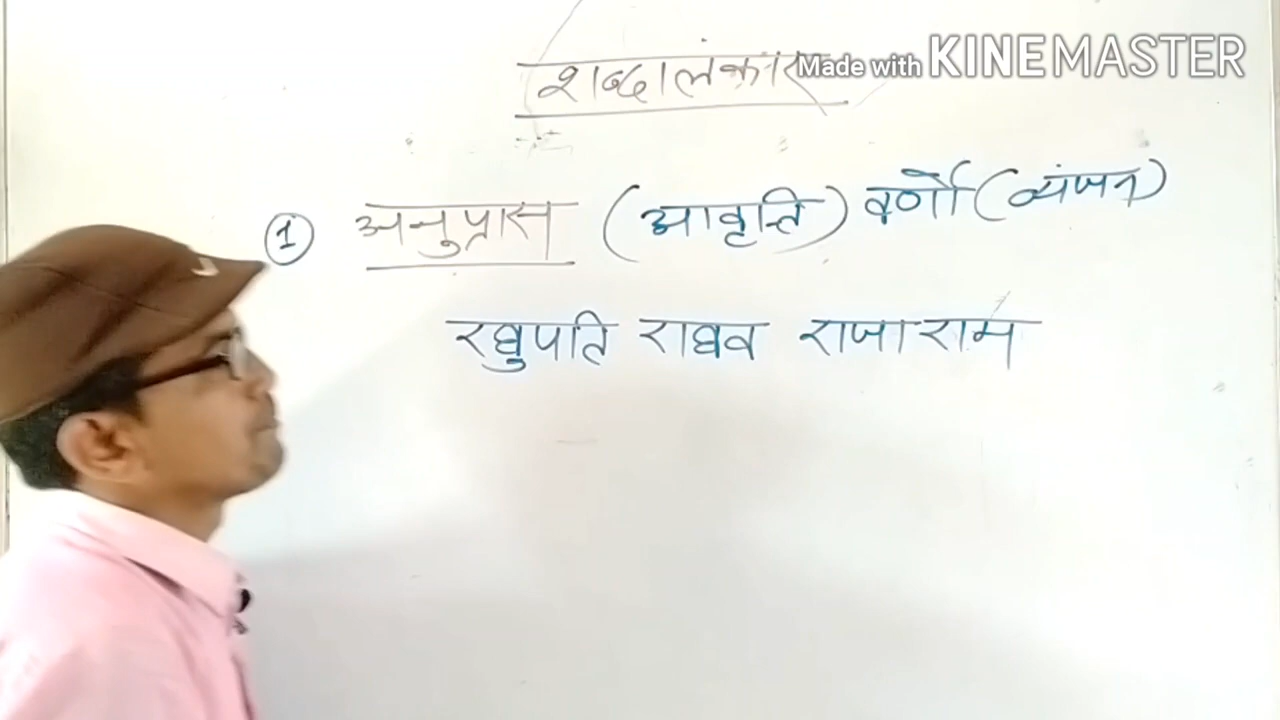 शब्दालंकार
Made with KINEMASTER
1 अनुप्रास (आवृत्ति) वर्णो (व्यंजन)
रघुपति राघव राजाराम